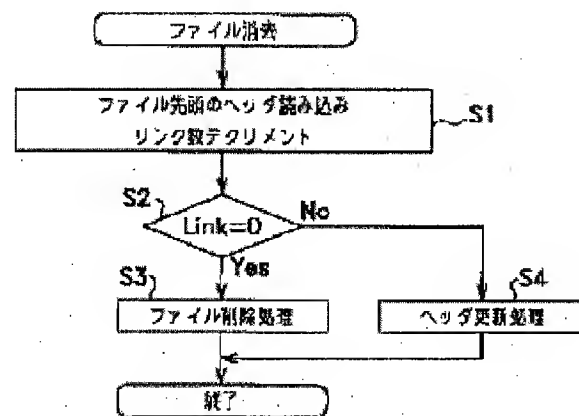 ファイル消去
ファイル先頭のヘッダ読み込み
リンク数デクリメント
S1
S2
Link=0
No
Yes
S3
ファイル削除処理
S4
ヘッダ更新処理
終了